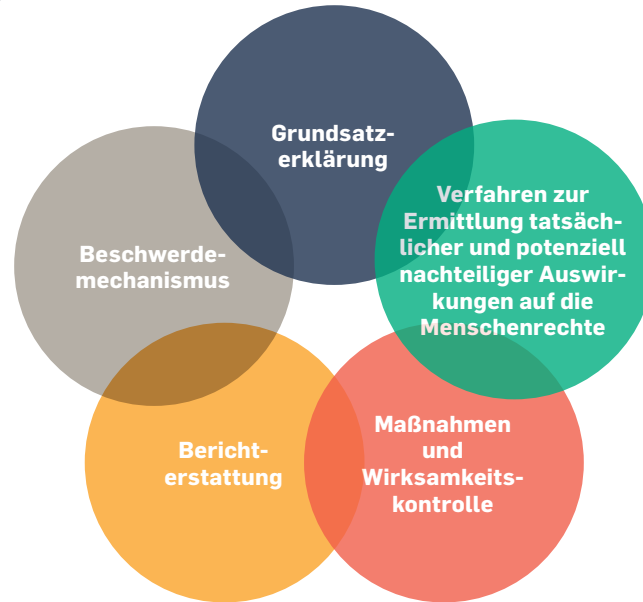 Grundsatz-
erklärung
Verfahren zur
Ermittlung tatsäch-
licher und potenziell
nachteiliger Auswir-
kungen auf die
Menschenrechte
Maßnahmen
und
Wirksamkeits-
kontrolle
Bericht-
erstattung
Beschwerde-
mechanismus